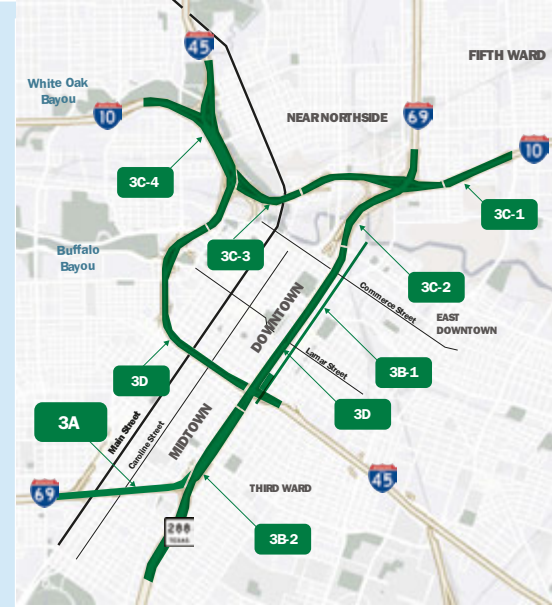 45
FIFTH WARD
White Oak
Bayou
10
NEAR NORTHSIDE
69
10
3C-4
3C-1
Buffalo
Bayou
3C-3
3C-2
Commerce Street
EAST
DOWNTOWN
DOWNTOWN
Lamar Street
3B-1
3D
3D
3A
Main Street
Caroline Street
MIDTOWN
69
THIRD WARD
45
288
TEXAS
3B-2